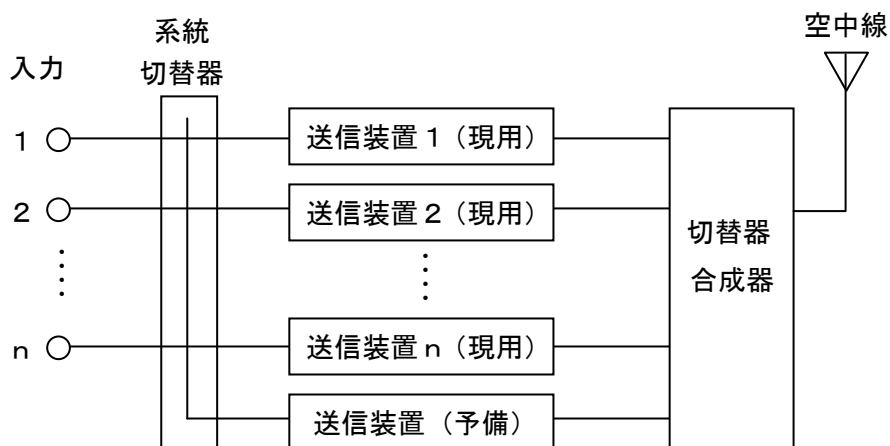 系統
切替器
入力
空中線
1
送信装置1（現用）
2
送信装置2（現用）
切替器
合成器
n
送信装置n（現用）
送信装置（予備）